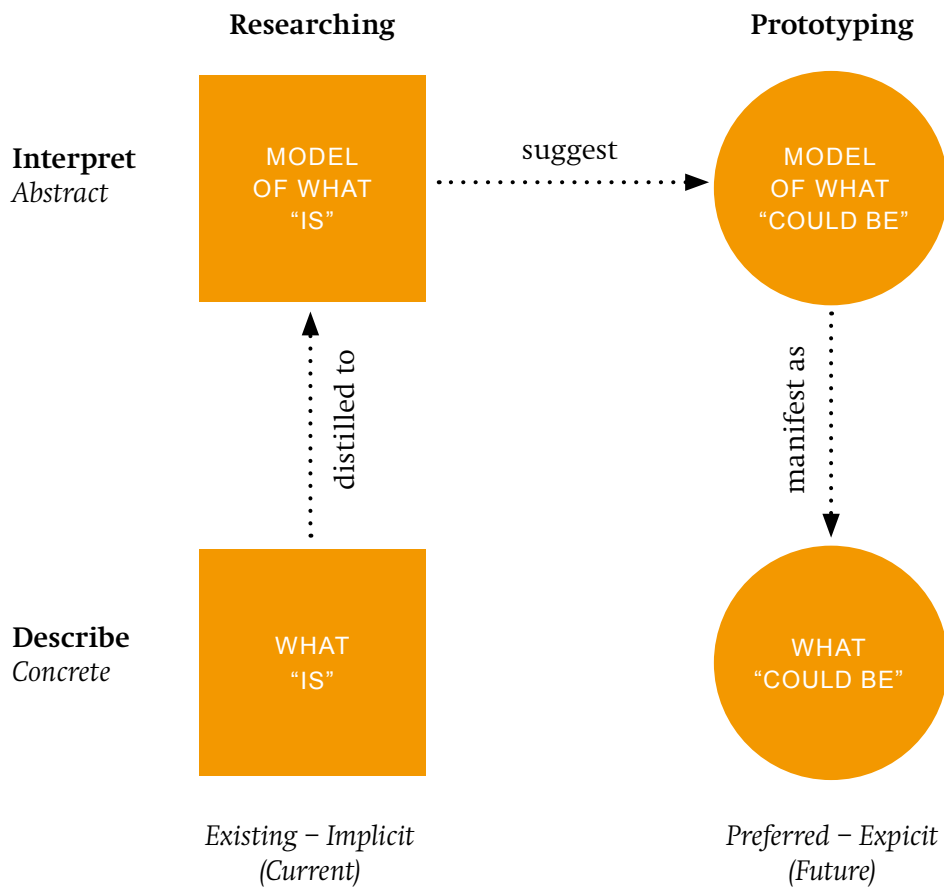 Researching
Prototyping
Interpret
Abstract
MODEL
OF WHAT
“IS”
suggest
MODEL
OF WHAT
“COULD BE”
distilled to
manifest as
Describe
Concrete
WHAT
“IS”
WHAT
“COULD BE”
Existing – Implicit
(Current)
Preferred – Expicit
(Future)